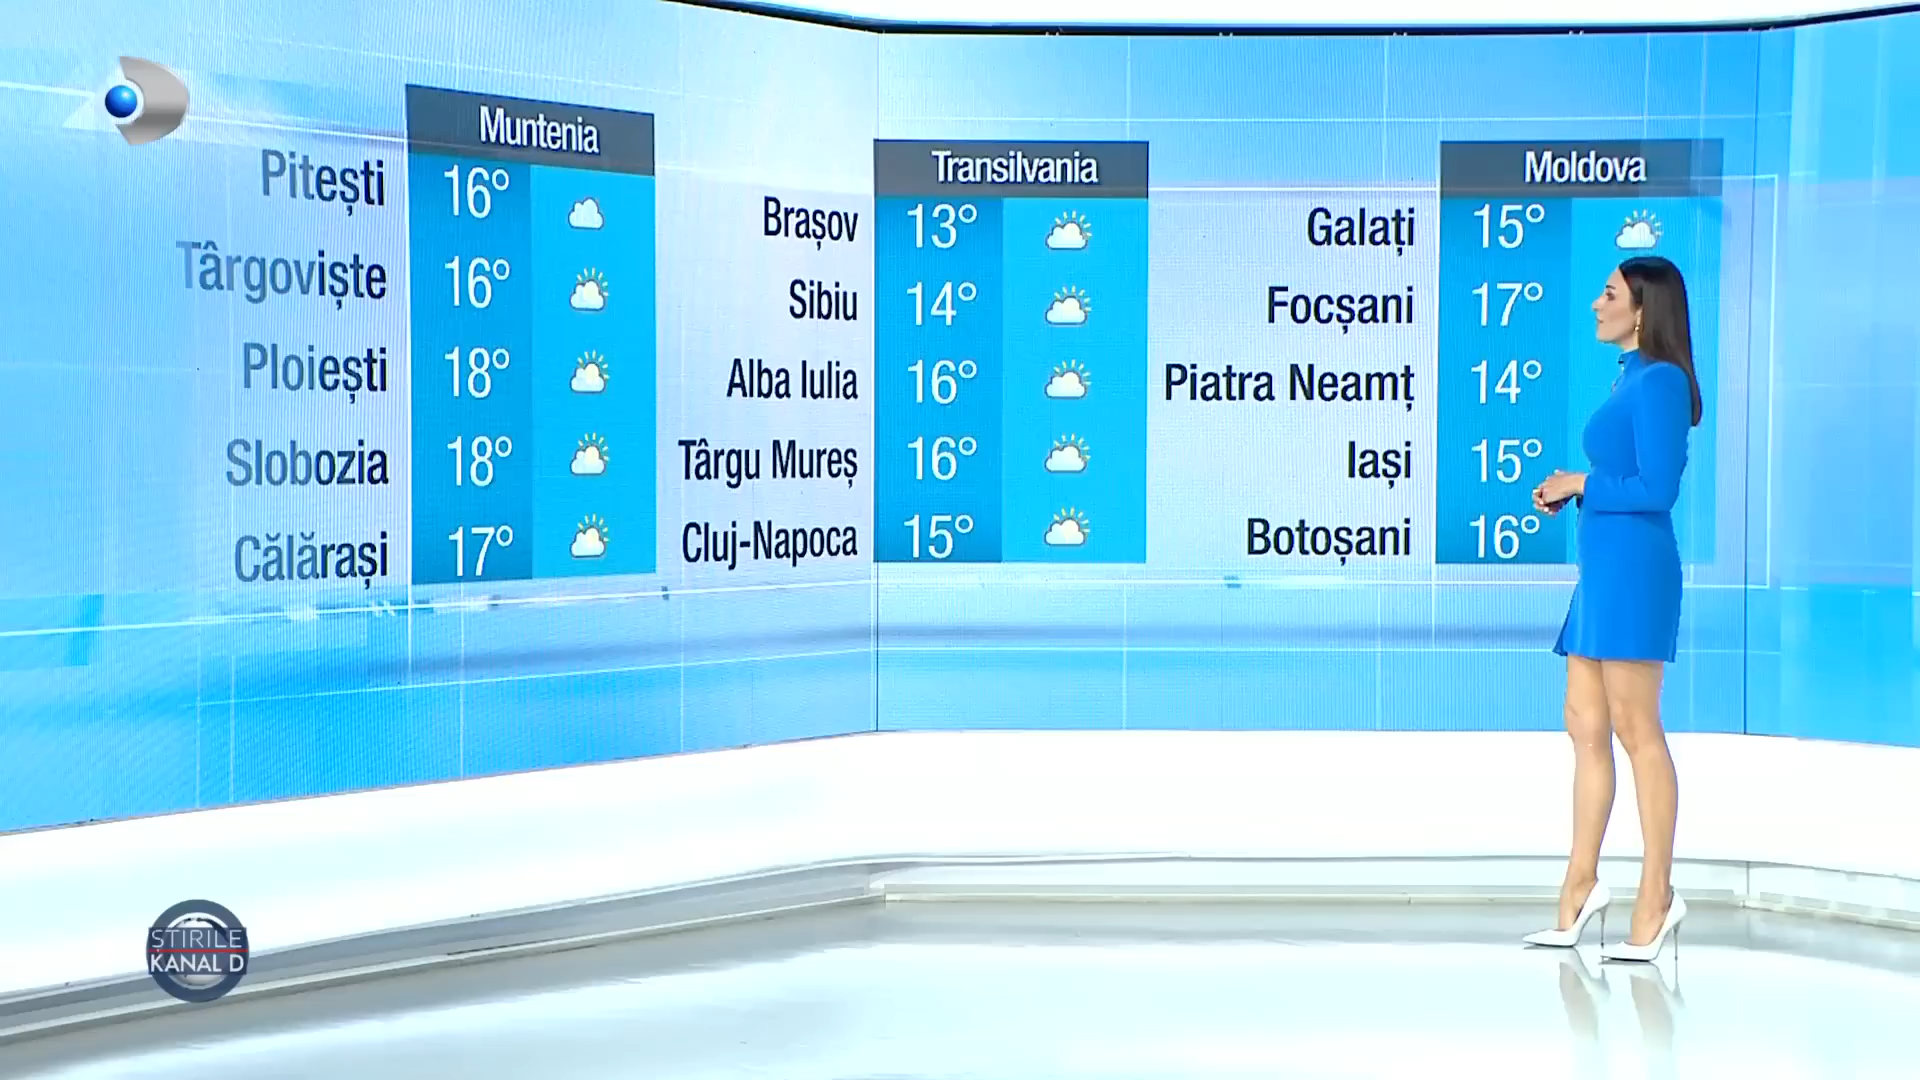 Muntenia
Pitești 16°
Târgoviște 16°
Ploiești 18°
Slobozia 18°
Călărași 17°
Transilvania
Brașov 13°
Sibiu 14°
Alba Iulia 16°
Târgu Mureș 16°
Cluj-Napoca 15°
Moldova
Galați 15°
Focșani 17°
Piatra Neamț 14°
Iași 15°
Botoșani 16°
ȘTIRILE
KANAL D